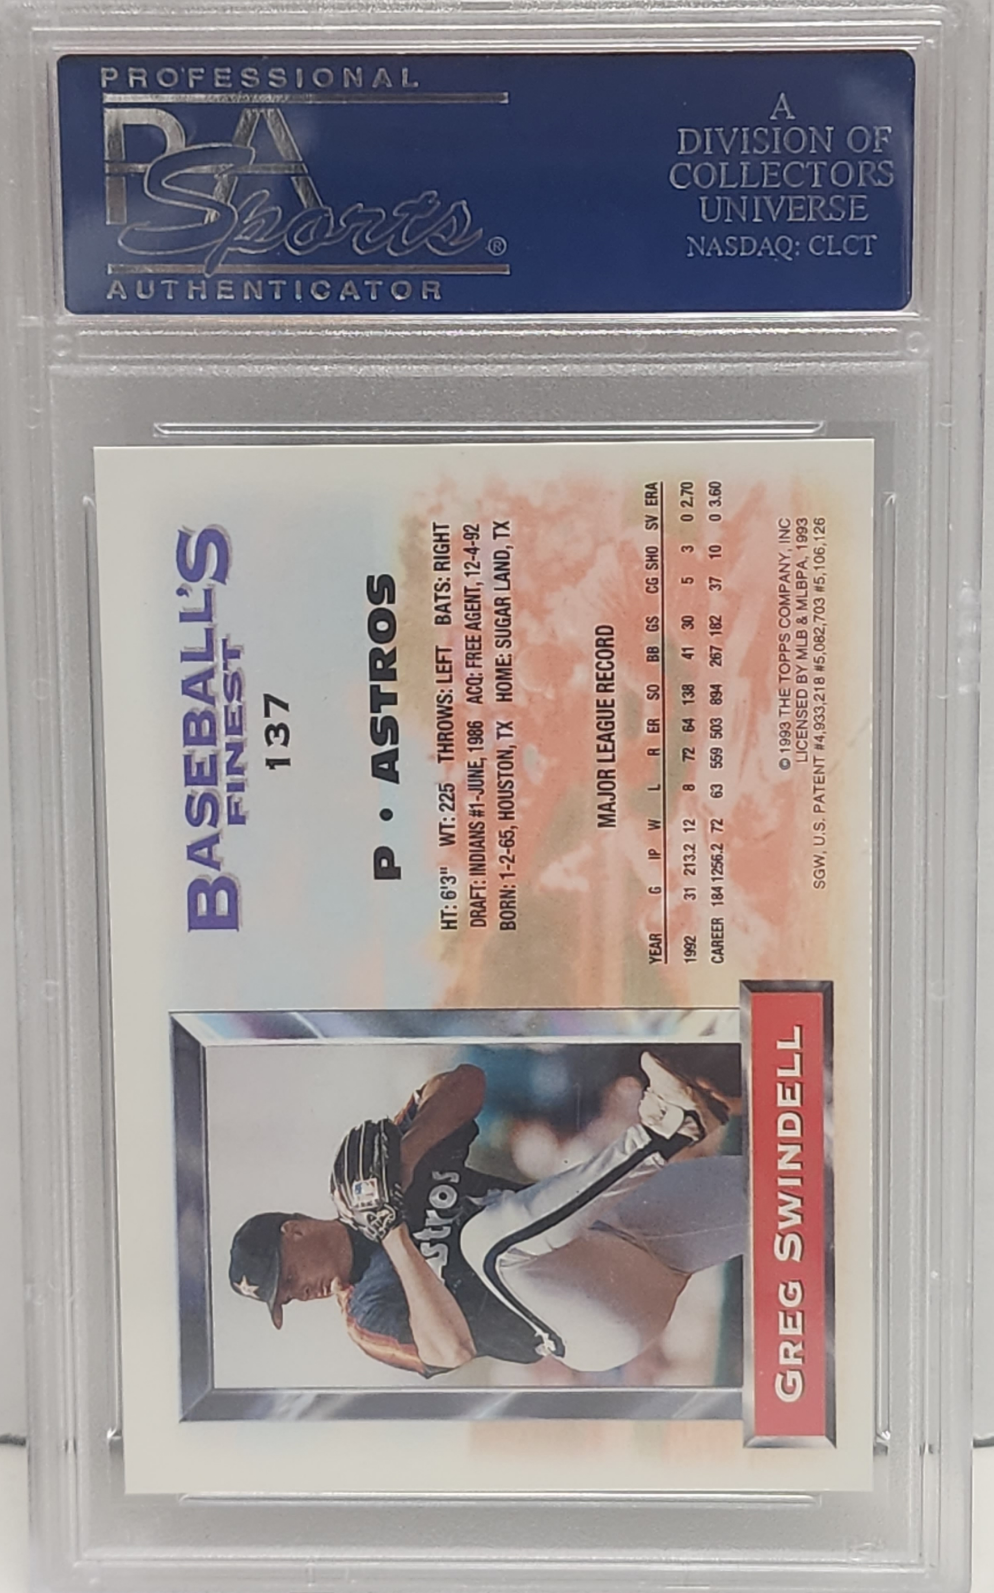 PROFESSIONAL
PSA
Sports®
AUTHENTICATOR
A
DIVISION OF
COLLECTORS
UNIVERSE
NASDAQ: CLCT
BASEBALL'S
FINEST
137
P • ASTROS
HT: 6'3" WT: 225 THROWS: LEFT BATS: RIGHT
DRAFT: INDIANS #1-JUNE, 1986 ACQ: FREE AGENT, 12-4-92
BORN: 1-2-65, HOUSTON, TX HOME: SUGAR LAND, TX
MAJOR LEAGUE RECORD
YEAR G IP W L R ER SO BB GS CG SHO SV ERA
1992 31 213.2 12 8 72 64 138 41 30 5 3 0 2.70
CAREER 184 1256.2 72 63 559 503 894 267 182 37 10 0 3.60
© 1993 THE TOPPS COMPANY, INC
LICENSED BY MLB & MLBPA, 1993
SGW, U.S. PATENT #4,933,218 #5,082,703 #5,106,126
Astros
GREG SWINDELL